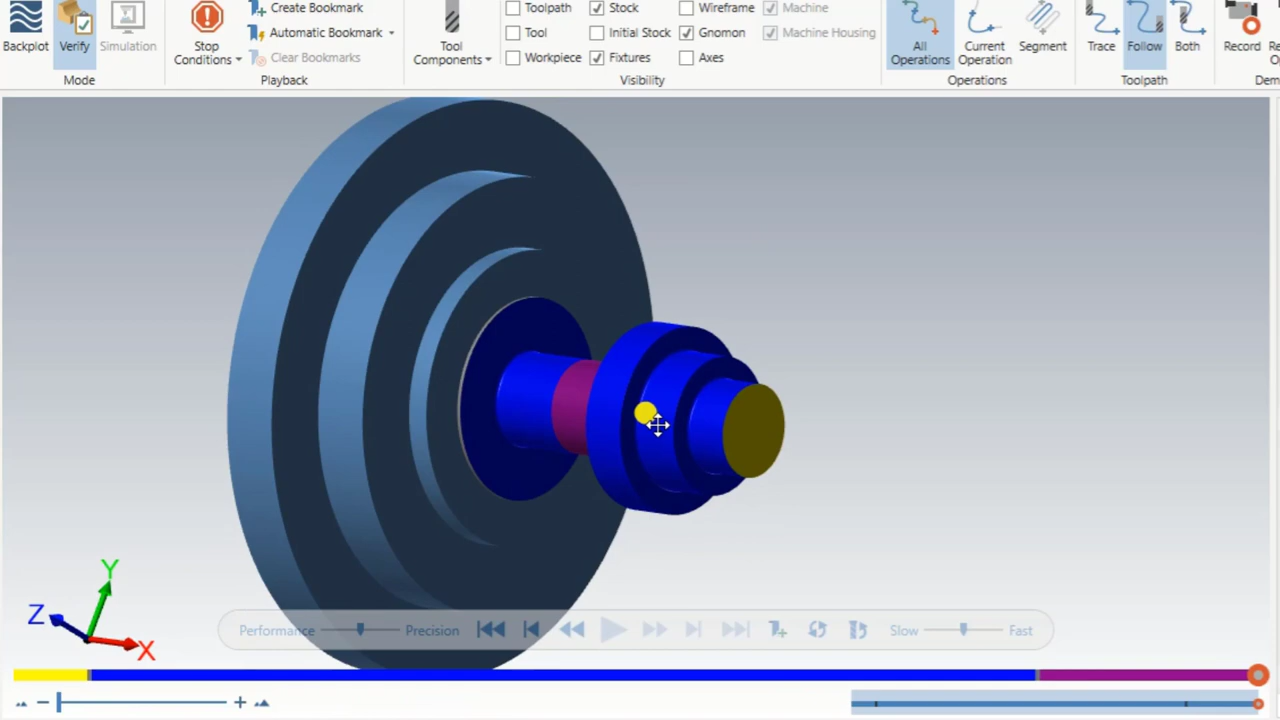 Backplot
Verify
Simulation
Mode
Stop
Conditions
Create Bookmark
Automatic Bookmark
Clear Bookmarks
Playback
Tool
Components
Toolpath
Tool
Workpiece
Stock
Initial Stock
Fixtures
Wireframe
Gnomon
Axes
Machine
Machine Housing
Visibility
All
Operations
Current
Operation
Segment
Operations
Trace
Follow
Both
Toolpath
Record
Y
Z
X
Performance
Precision
Slow
Fast